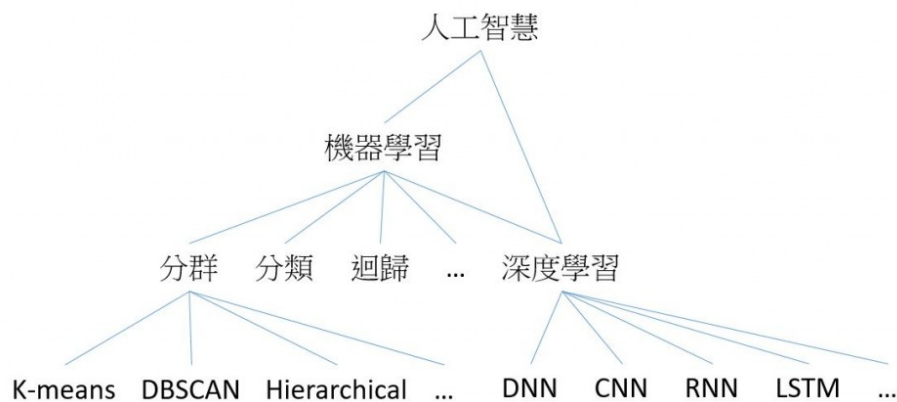 人工智慧
機器學習
分群 分類 迴歸 ... 深度學習
K-means DBSCAN Hierarchical ... DNN CNN RNN LSTM ...